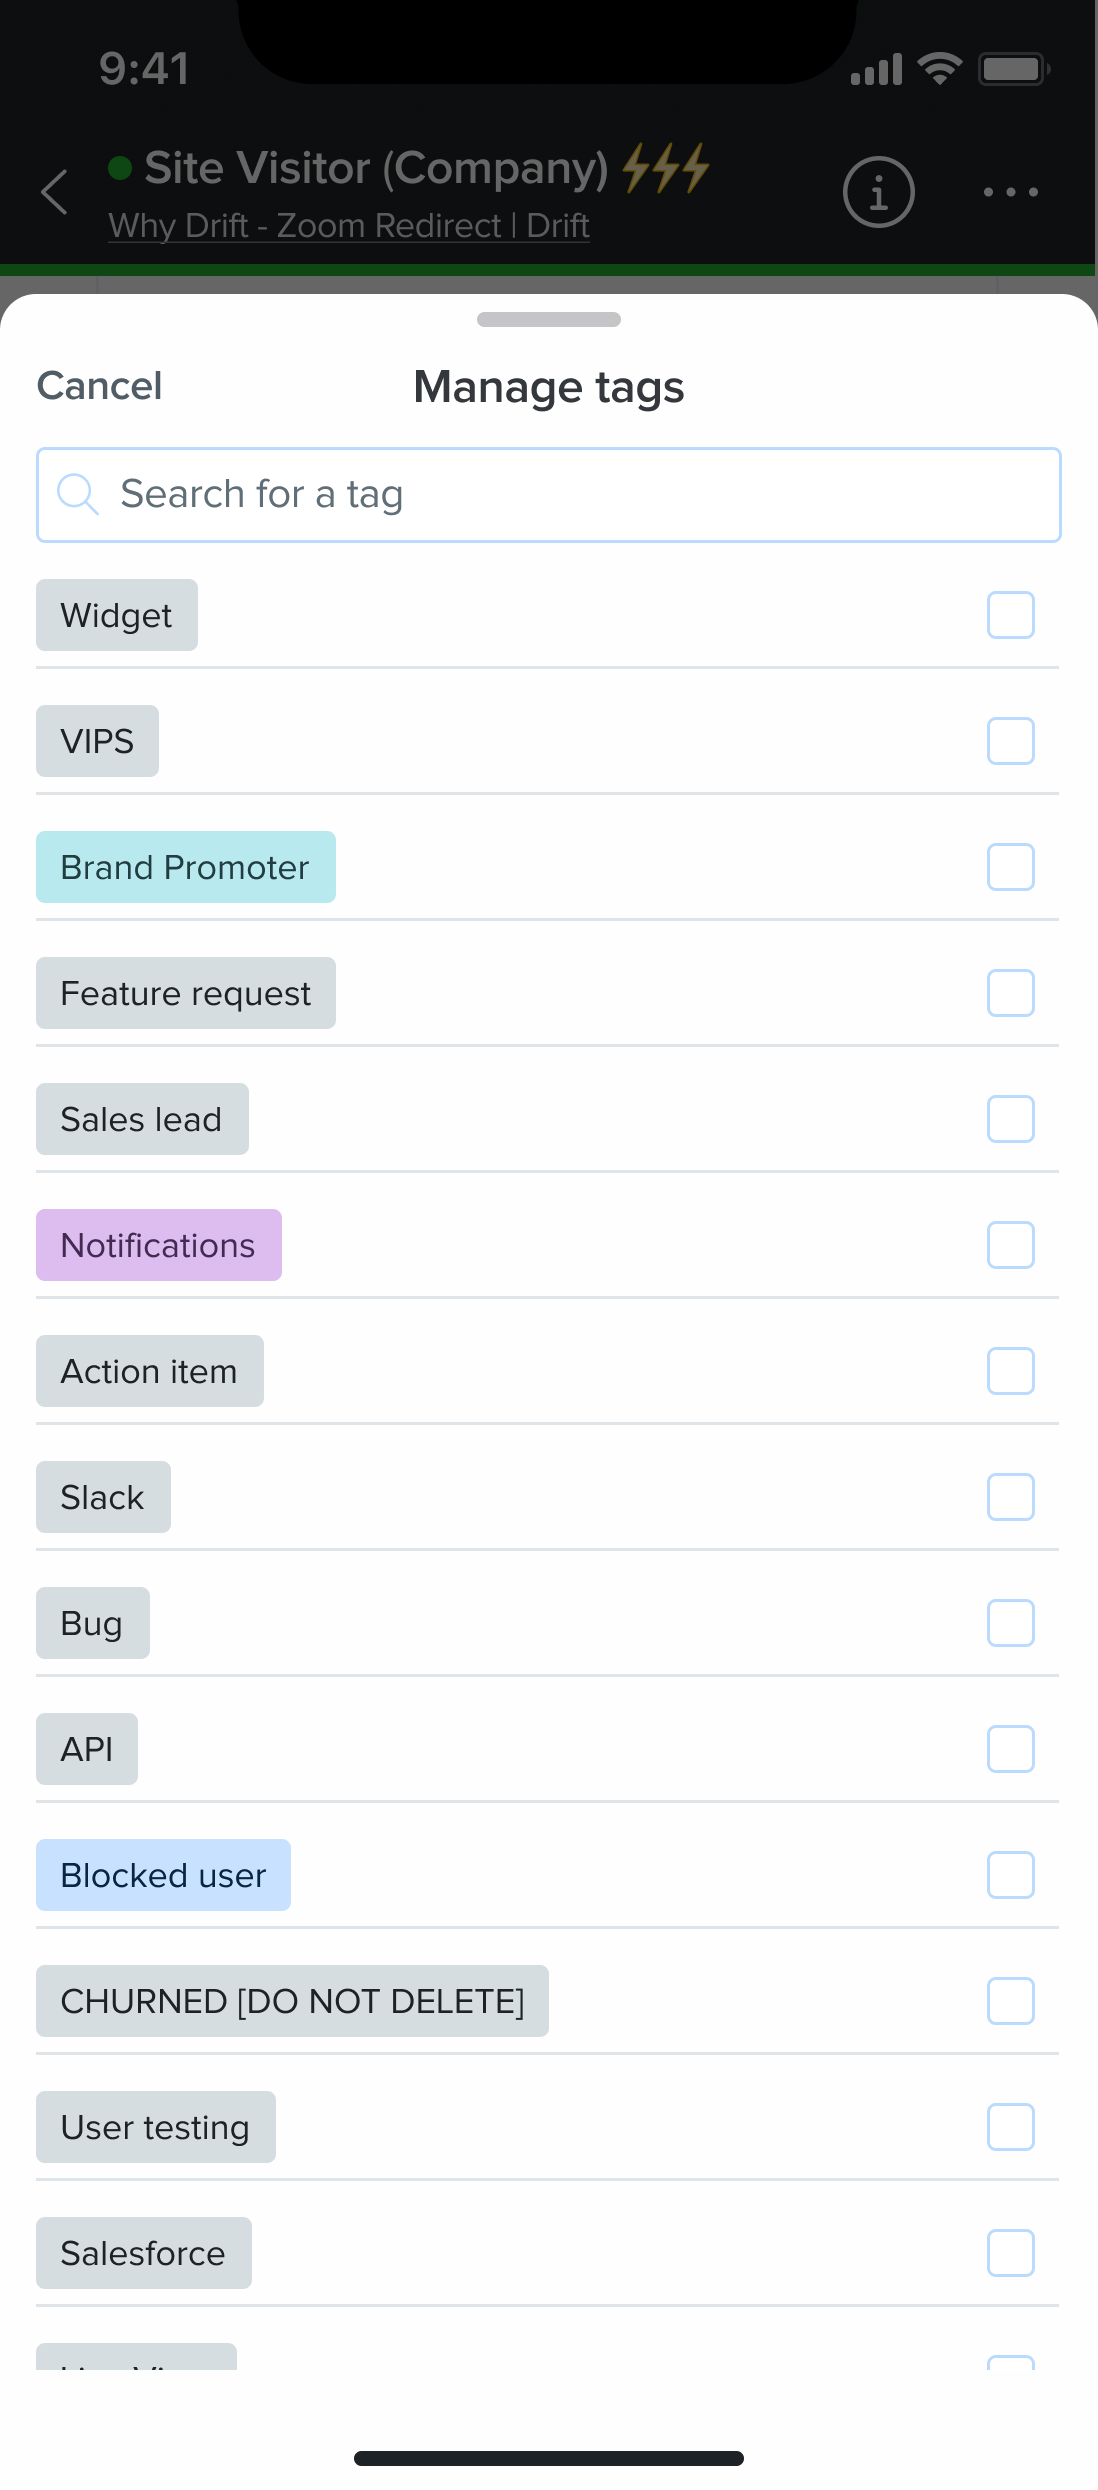 9:41
Site Visitor (Company) ⚡⚡⚡
Why Drift - Zoom Redirect | Drift
Cancel
Manage tags
Search for a tag
Widget
VIPS
Brand Promoter
Feature request
Sales lead
Notifications
Action item
Slack
Bug
API
Blocked user
CHURNED [DO NOT DELETE]
User testing
Salesforce